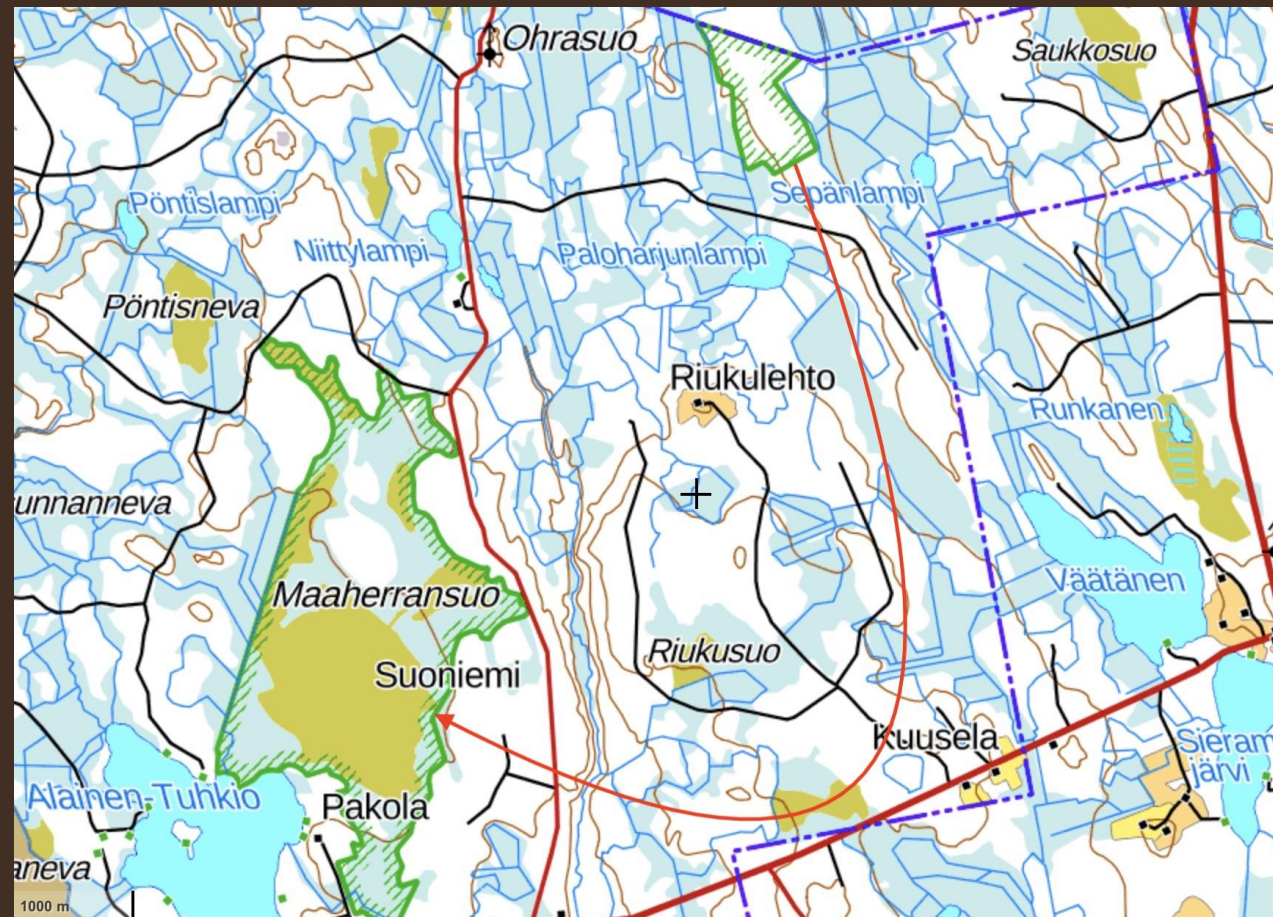 Ohrasuo
Saukkosuo
Pöntislampi
Sepänlampi
Niittylampi
Paloharjunlampi
Pöntisneva
Riukulehto
Runkanen
unnanneva
Maaherransuo
Väätänen
Riukusuo
Suoniemi
Kuusela
Sieram
järvi
Alainen-Tuhkio
Pakola
aneva
1000 m